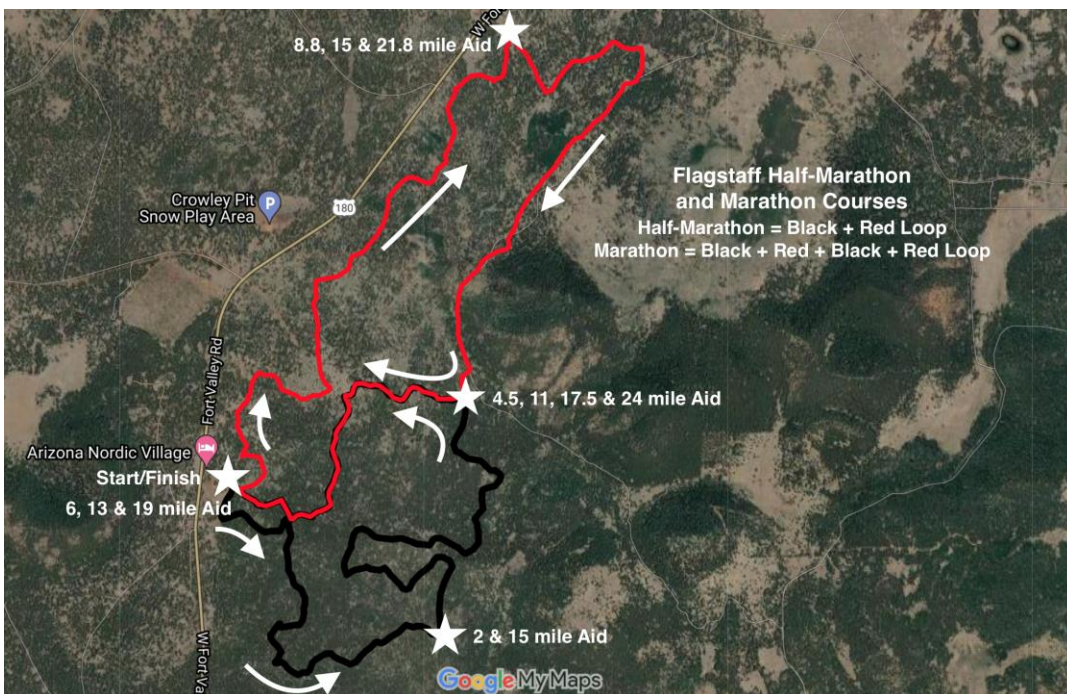 W Fort
8.8, 15 & 21.8 mile Aid
Flagstaff Half-Marathon
and Marathon Courses
Half-Marathon = Black + Red Loop
Marathon = Black + Red + Black + Red Loop
Crowley Pit
Snow Play Area
P
180
Fort Valley Rd
4.5, 11, 17.5 & 24 mile Aid
Arizona Nordic Village
Start/Finish
6, 13 & 19 mile Aid
2 & 15 mile Aid
W Fort Va
Google My Maps